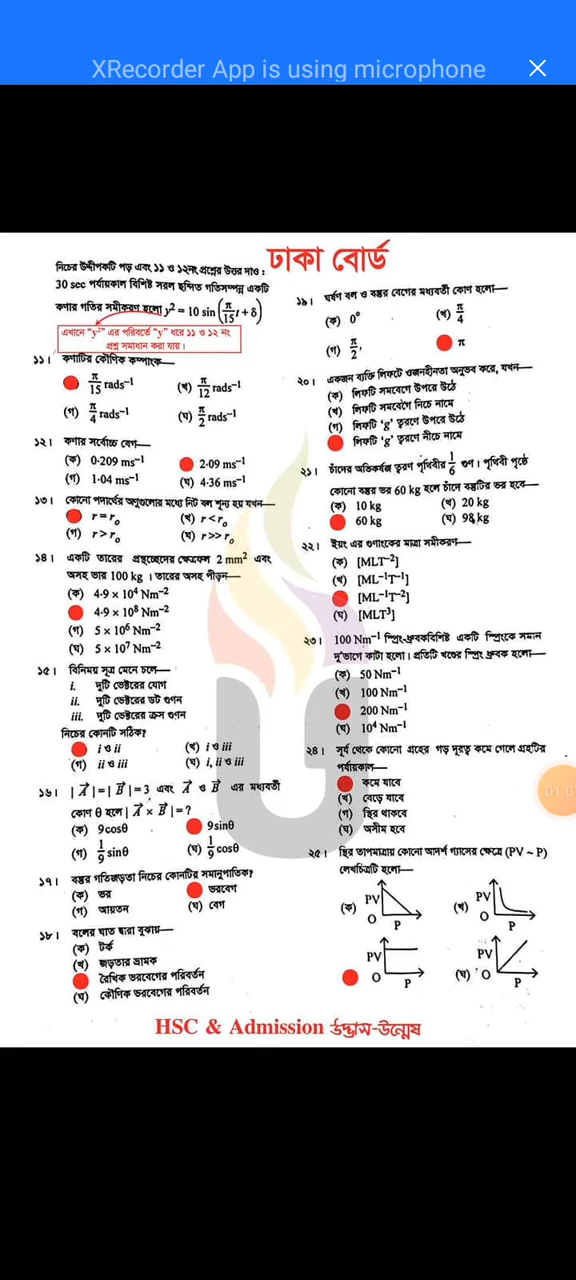 XRecorder App is using microphone
ঢাকা বোর্ড
নিচের উদ্দীপকটি পড় এবং ১১ ও ১২নং প্রশ্নের উত্তর দাও :
30 sec পর্যায়কাল বিশিষ্ট সরল ছন্দিত গতিসম্পন্ন একটি
কণার গতির সমীকরণ হলো y² = 10 sin (π/15 t + δ)
এখানে "y²" এর পরিবর্তে "y" ধরে ১১ ও ১২ নং
প্রশ্ন সমাধান করা যায়।
১১। কণাটির কৌণিক কম্পাংক—
π/15 rads⁻¹ (খ) π/12 rads⁻¹
(গ) π/4 rads⁻¹ (ঘ) π/2 rads⁻¹
১২। কণার সর্বোচ্চ বেগ—
(ক) 0·209 ms⁻¹ 2·09 ms⁻¹
(গ) 1·04 ms⁻¹ (ঘ) 4·36 ms⁻¹
১৩। কোনো পদার্থের অণুগুলোর মধ্যে নিট বল শূন্য হয় যখন—
r = rₒ (খ) r < rₒ
(গ) r > rₒ (ঘ) r >> rₒ
১৪। একটি তারের প্রস্থচ্ছেদের ক্ষেত্রফল 2 mm² এবং
অসহ ভার 100 kg । তারের অসহ পীড়ন—
(ক) 4·9 × 10⁴ Nm⁻²
4·9 × 10⁸ Nm⁻²
(গ) 5 × 10⁶ Nm⁻²
(ঘ) 5 × 10⁷ Nm⁻²
১৫। বিনিময় সূত্র মেনে চলে—
i. দুটি ভেক্টরের যোগ
ii. দুটি ভেক্টরের ডট গুণন
iii. দুটি ভেক্টরের ক্রস গুণন
নিচের কোনটি সঠিক?
i ও ii (খ) i ও iii
(গ) ii ও iii (ঘ) i, ii ও iii
১৬। |A⃗| = |B⃗| = 3 এবং A⃗ ও B⃗ এর মধ্যবর্তী
কোণ θ হলে |A⃗ × B⃗| = ?
(ক) 9cosθ 9sinθ
(গ) 1/9 sinθ (ঘ) 1/9 cosθ
১৭। বস্তুর গতিজড়তা নিচের কোনটির সমানুপাতিক?
(ক) ভর ভরবেগ
(গ) আয়তন (ঘ) বেগ
১৮। বলের ঘাত দ্বারা বুঝায়—
(ক) টর্ক
(খ) জড়তার ভ্রামক
রৈখিক ভরবেগের পরিবর্তন
(ঘ) কৌণিক ভরবেগের পরিবর্তন
১৯। ঘর্ষণ বল ও বস্তুর বেগের মধ্যবর্তী কোণ হলো—
(ক) 0° (খ) π/4
(গ) π/2, π
২০। একজন ব্যক্তি লিফটে ওজনহীনতা অনুভব করে, যখন—
(ক) লিফটি সমবেগে উপরে উঠে
(খ) লিফটি সমবেগে নিচে নামে
(গ) লিফটি 'g' ত্বরণে উপরে উঠে
লিফটি 'g' ত্বরণে নীচে নামে
২১। চাঁদের অভিকর্ষজ ত্বরণ পৃথিবীর 1/6 গুণ। পৃথিবী পৃষ্ঠে
কোনো বস্তুর ভর 60 kg হলে চাঁদে বস্তুটির ভর হবে—
(ক) 10 kg (খ) 20 kg
60 kg (ঘ) 98 kg
২২। ইয়ং এর গুণাংকের মাত্রা সমীকরণ—
(ক) [MLT⁻²]
(খ) [ML⁻¹T⁻¹]
[ML⁻¹T⁻²]
(ঘ) [MLT³]
২৩। 100 Nm⁻¹ স্প্রিং-ধ্রুবকবিশিষ্ট একটি স্প্রিংকে সমান
দু'ভাগে কাটা হলো। প্রতিটি খণ্ডের স্প্রিং ধ্রুবক হলো—
(ক) 50 Nm⁻¹
(খ) 100 Nm⁻¹
200 Nm⁻¹
(ঘ) 10⁴ Nm⁻¹
২৪। সূর্য থেকে কোনো গ্রহের গড় দূরত্ব কমে গেলে গ্রহটির
পর্যায়কাল—
কমে যাবে
(খ) বেড়ে যাবে
(গ) স্থির থাকবে
(ঘ) অসীম হবে
২৫। স্থির তাপমাত্রায় কোনো আদর্শ গ্যাসের ক্ষেত্রে (PV ~ P)
লেখচিত্রটি হলো—
(ক) PV O P (খ) PV O P
PV O P (ঘ) PV O P
HSC & Admission উদ্ভাস-উন্মেষ